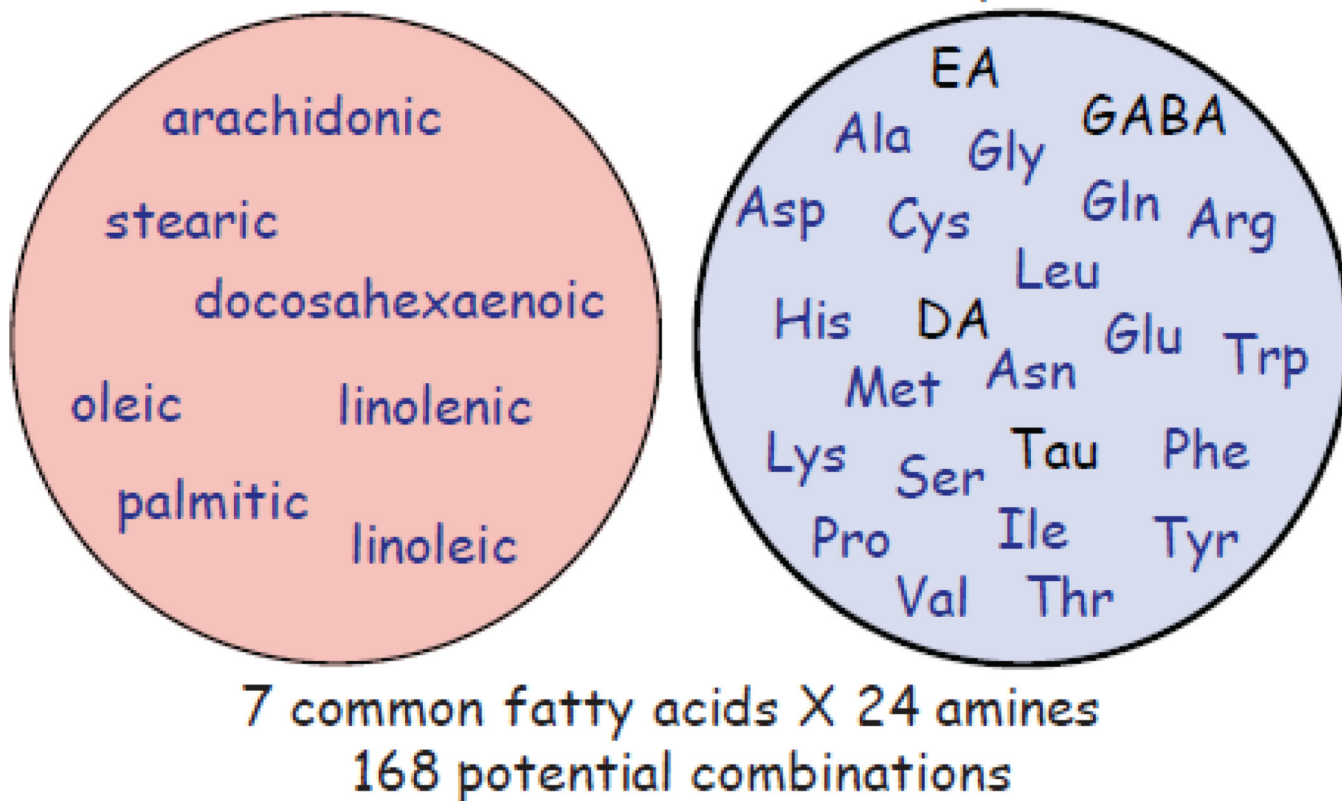 arachidonic
stearic
docosahexaenoic
oleic linolenic
palmitic
linoleic
EA
GABA
Ala Gly
Asp Cys Gln Arg
Leu
His DA Glu Trp
Met Asn
Lys Ser Tau Phe
Pro Ile Tyr
Val Thr
7 common fatty acids X 24 amines
168 potential combinations